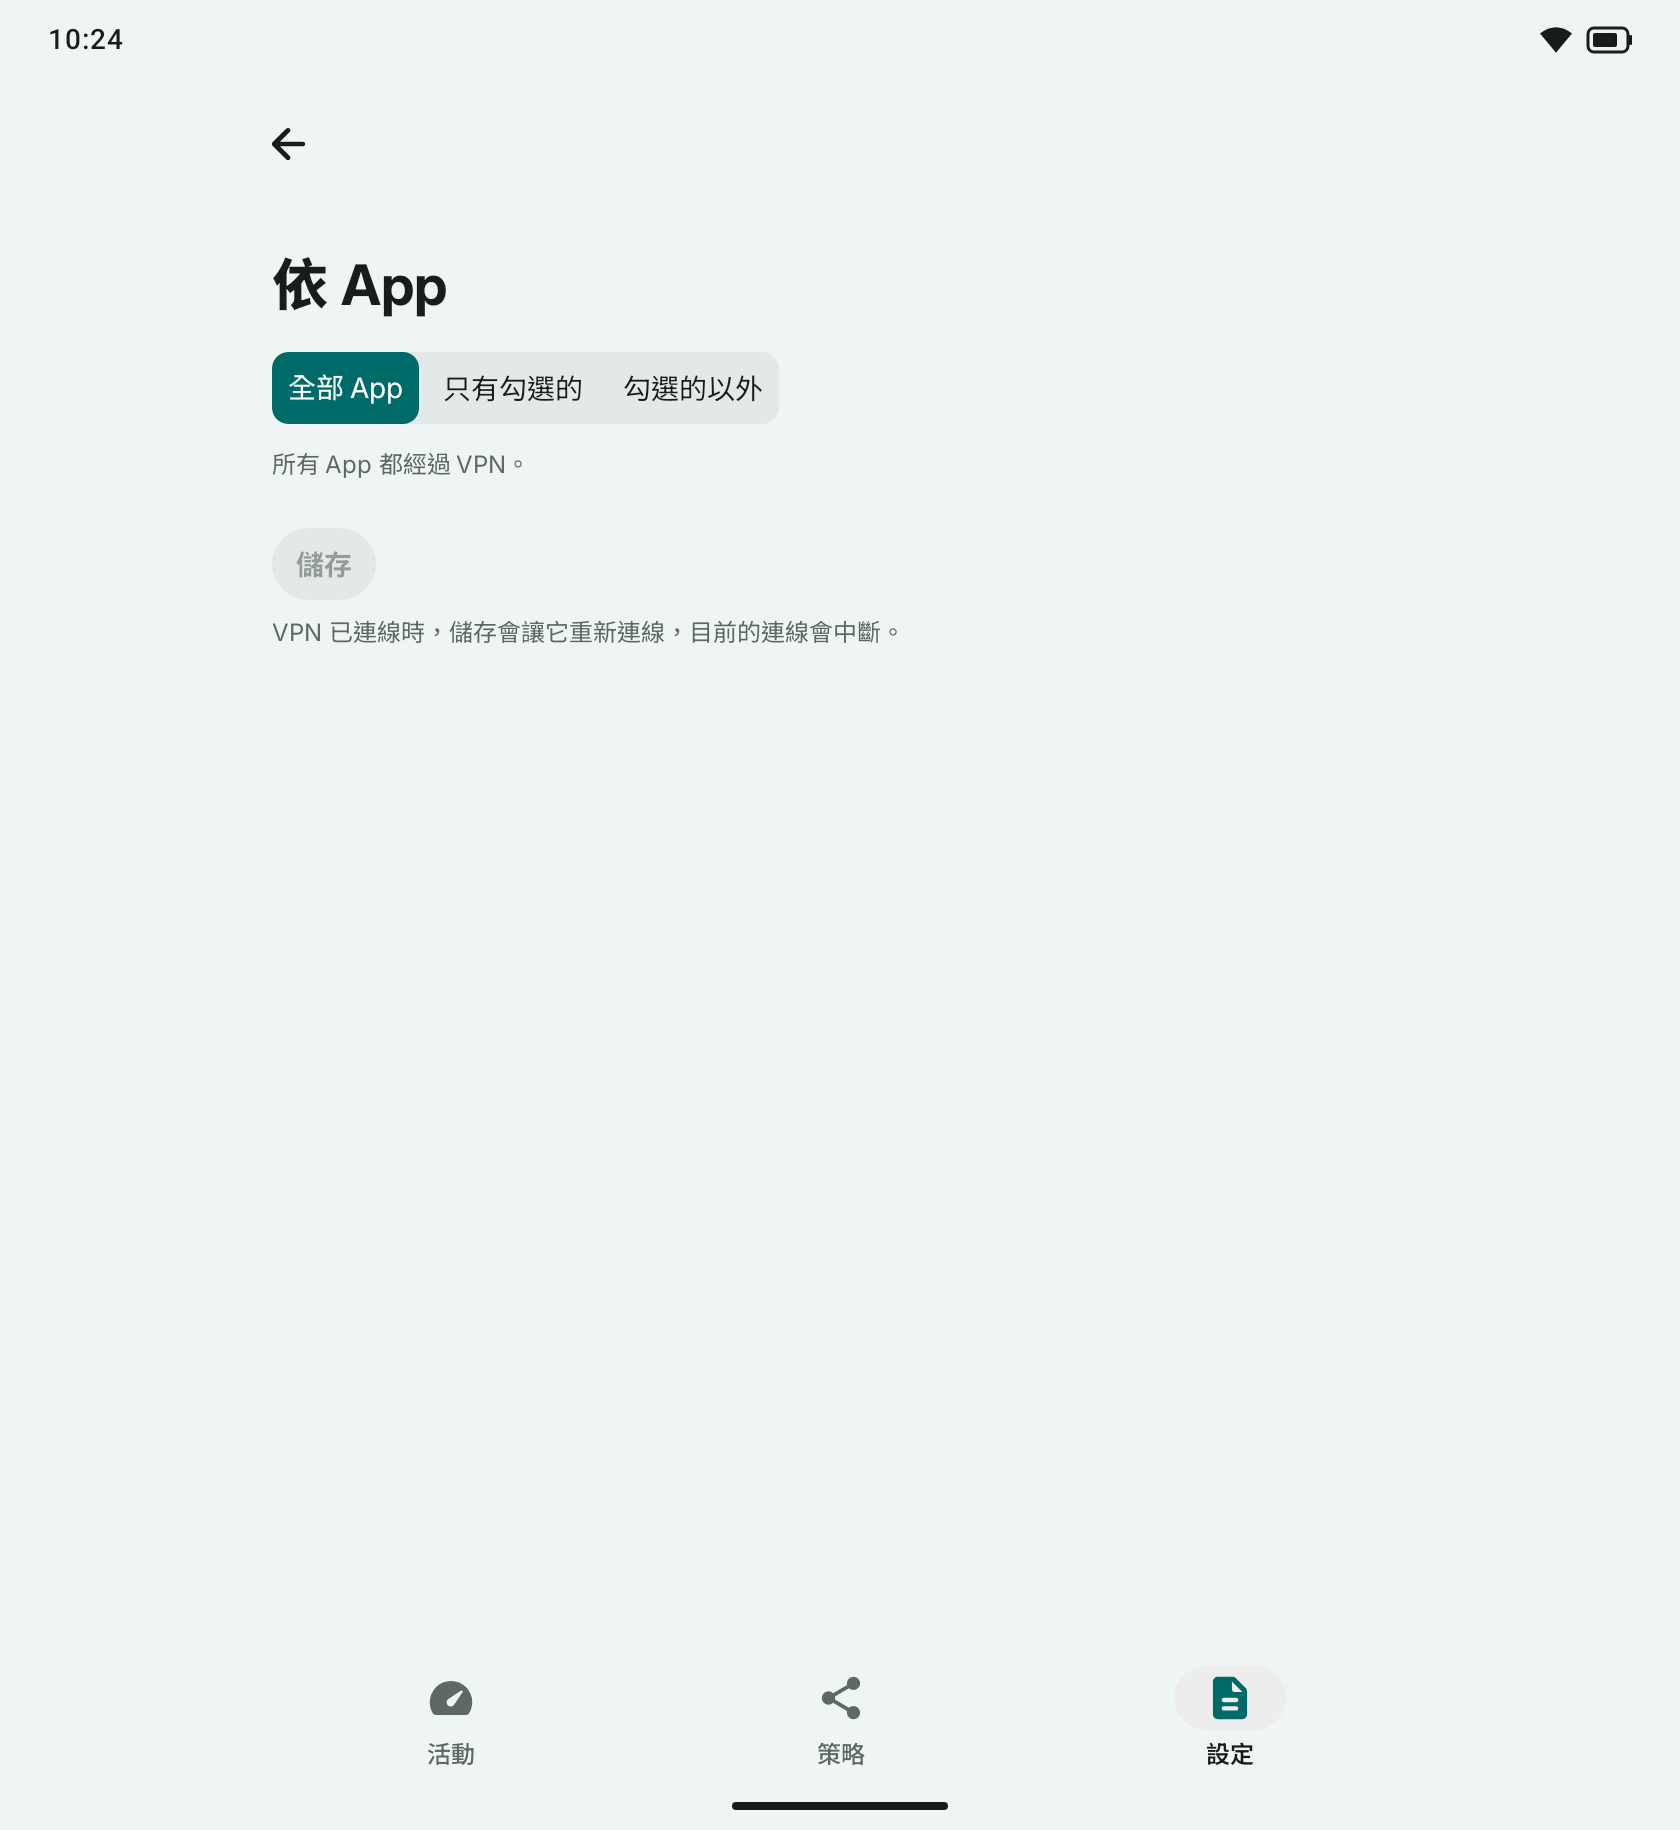 10:24
依 App
全部 App 只有勾選的 勾選的以外
所有 App 都經過 VPN。
儲存
VPN 已連線時，儲存會讓它重新連線，目前的連線會中斷。
活動 策略 設定